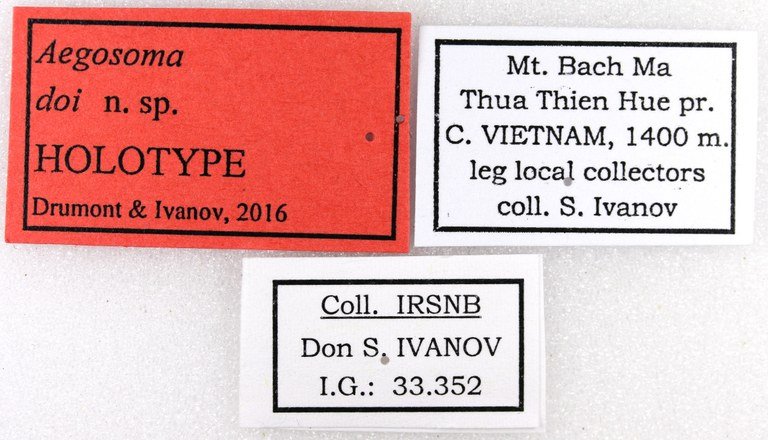 Aegosoma
doi n. sp.
HOLOTYPE
Drumont & Ivanov, 2016
Mt. Bach Ma
Thua Thien Hue pr.
C. VIETNAM, 1400 m.
leg local collectors
coll. S. Ivanov
Coll. IRSNB
Don S. IVANOV
I.G.: 33.352